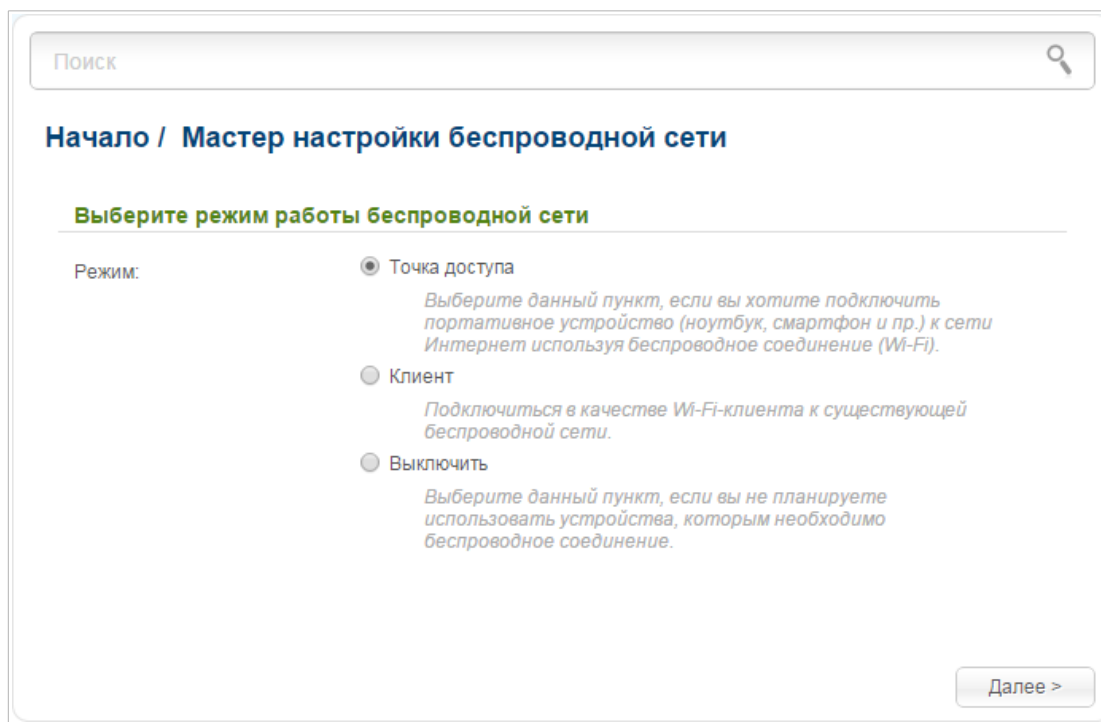 Поиск
Начало / Мастер настройки беспроводной сети
Выберите режим работы беспроводной сети
Режим:
Точка доступа
Выберите данный пункт, если вы хотите подключить
портативное устройство (ноутбук, смартфон и пр.) к сети
Интернет используя беспроводное соединение (Wi-Fi).
Клиент
Подключиться в качестве Wi-Fi-клиента к существующей
беспроводной сети.
Выключить
Выберите данный пункт, если вы не планируете
использовать устройства, которым необходимо
беспроводное соединение.
Далее >